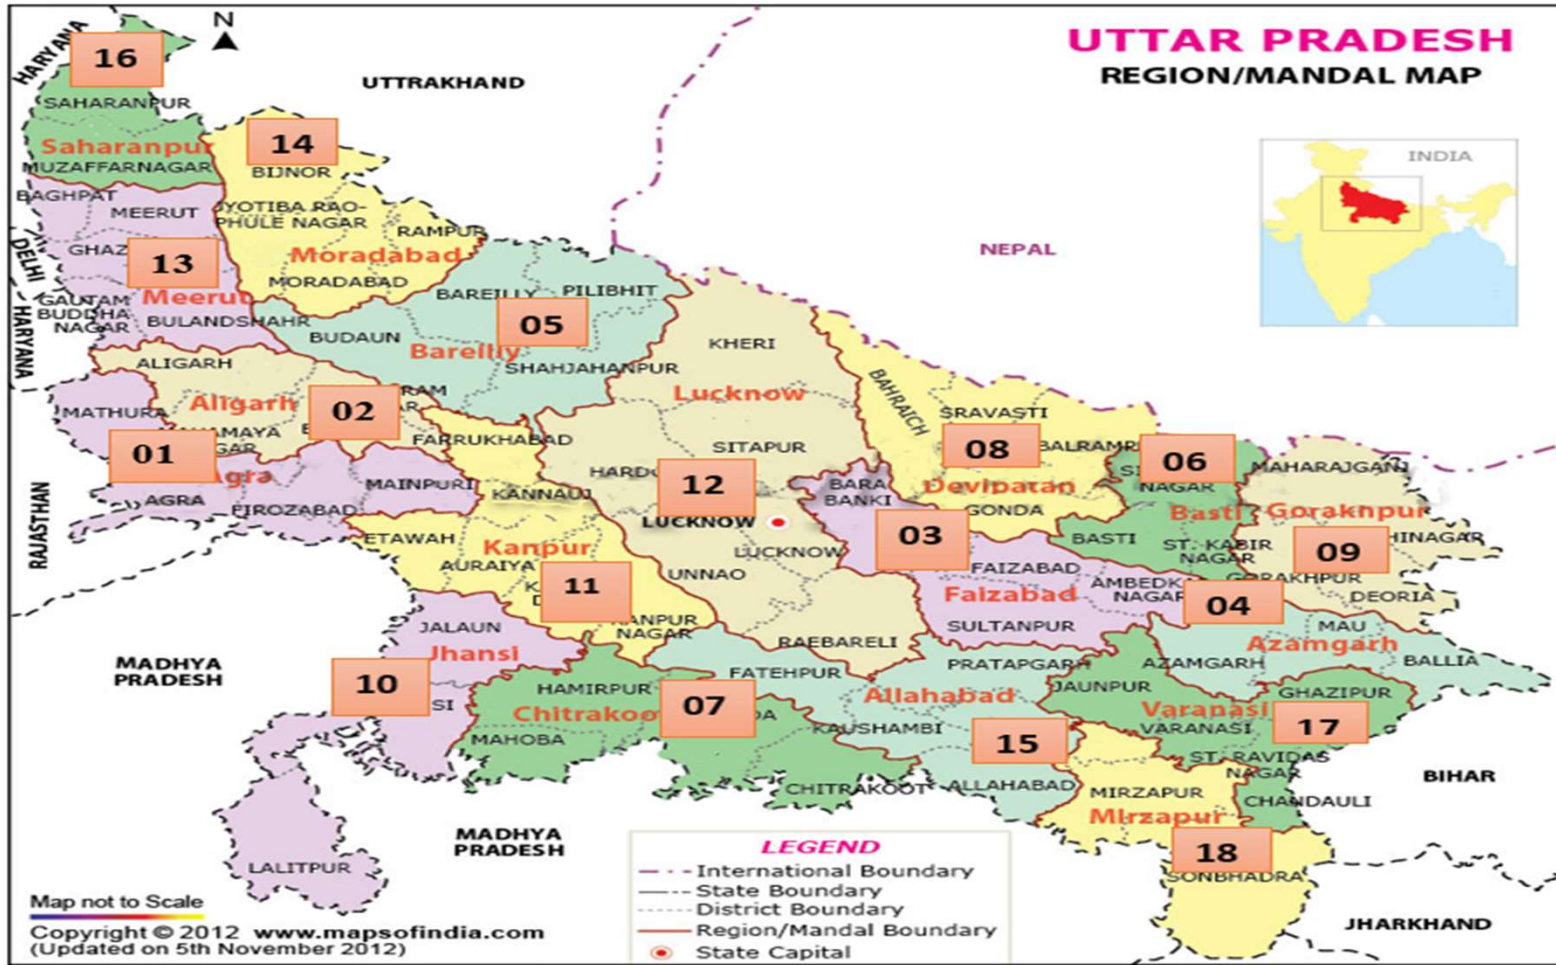 N
UTTAR PRADESH
REGION/MANDAL MAP
INDIA
HARYANA
16
UTTRAKHAND
SAHARANPUR
Saharanpur
MUZAFFARNAGAR
14
BIJNOR
BAGHPAT
MEERUT
JYOTIBA RAO-
PHULE NAGAR
RAMPUR
Moradabad
MORADABAD
NEPAL
DELHI
13
Meerut
GAUTAM
BUDDHA
NAGAR
BULANDSHAHR
HARYANA
BAREILLY
PILIBHIT
05
BUDAUN
Bareilly
SHAHJAHANPUR
KHERI
Lucknow
ALIGARH
Aligarh
02
MATHURA
01
AGRA
FIROZABAD
MAINPURI
RAJASTHAN
FARRUKHABAD
KANNAUJ
SITAPUR
12
LUCKNOW
LUCKNOW
UNNAO
RAEBARELI
BAHRAICH
SRAVASTI
08
Devipatan
GONDA
BARA
BANKI
03
FAIZABAD
Faizabad
SULTANPUR
06
NAGAR
Basti
BASTI
ST. KABIR
NAGAR
MAHARAJGANJ
Gorakhpur
09
GORAKHPUR
DEORIA
04
MAU
Azamgarh
AZAMGARH
BALLIA
ETAWAH
Kanpur
AURAIYA
11
KANPUR
NAGAR
JALAUN
Jhansi
10
LALITPUR
MADHYA
PRADESH
HAMIRPUR
Chitrakoot
07
MAHOBA
CHITRAKOOT
FATEHPUR
PRATAPGARH
Allahabad
KAUSHAMBI
15
ALLAHABAD
JAUNPUR
GHAZIPUR
Varanasi
VARANASI
17
ST. RAVIDAS
NAGAR
CHANDAULI
MIRZAPUR
Mirzapur
18
SONBHADRA
BIHAR
JHARKHAND
MADHYA
PRADESH
LEGEND
International Boundary
State Boundary
District Boundary
Region/Mandal Boundary
State Capital
Map not to Scale
Copyright © 2012 www.mapsofindia.com
(Updated on 5th November 2012)